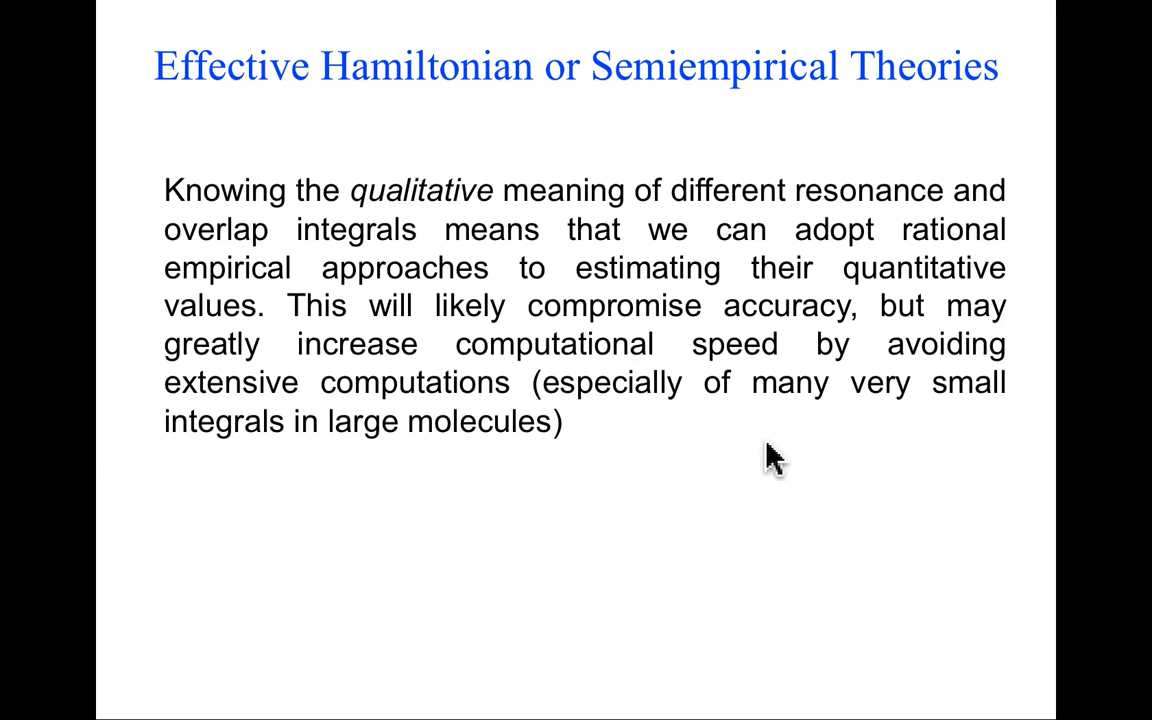 Effective Hamiltonian or Semiempirical Theories
Knowing the qualitative meaning of different resonance and
overlap integrals means that we can adopt rational
empirical approaches to estimating their quantitative
values. This will likely compromise accuracy, but may
greatly increase computational speed by avoiding
extensive computations (especially of many very small
integrals in large molecules)